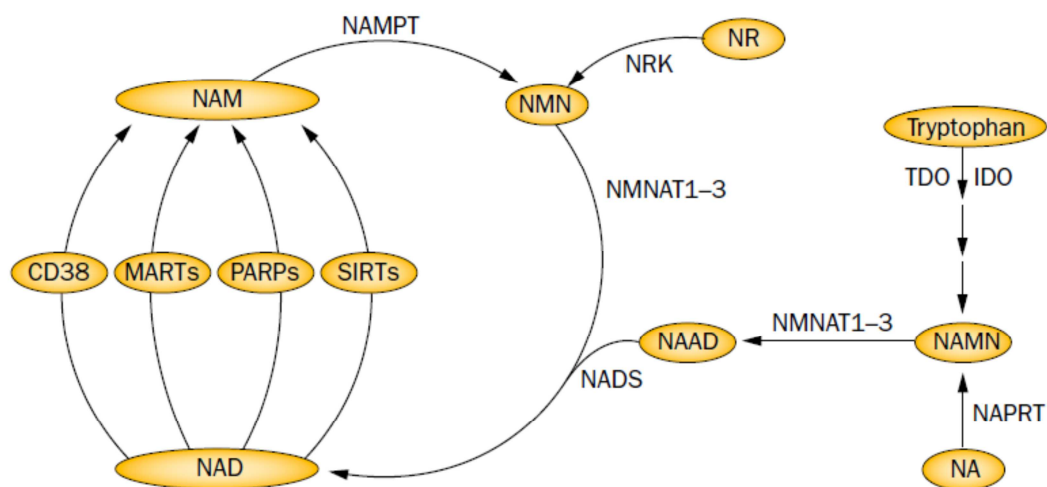 NAMPT
NR
NRK
NAM
NMN
Tryptophan
TDO IDO
NMNAT1–3
CD38 MARTs PARPs SIRTs
NMNAT1–3
NAAD
NAMN
NADS
NAPRT
NAD
NA